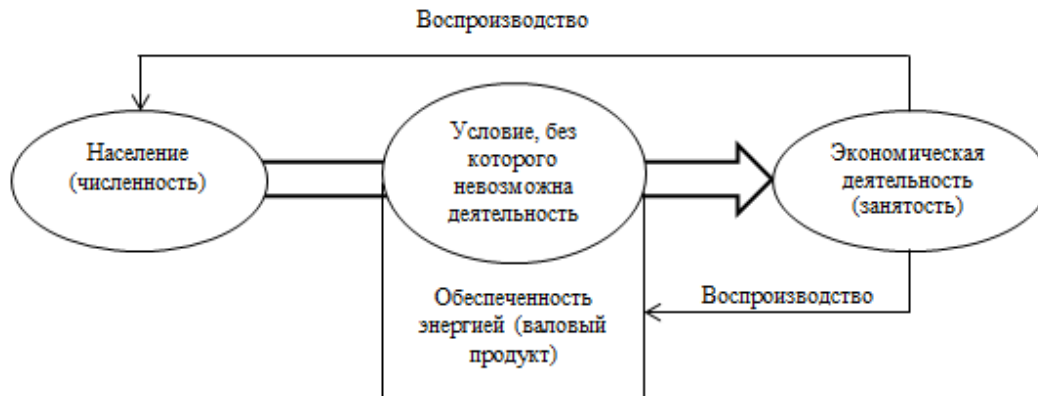 Воспроизводство
Население
(численность)
Условие, без
которого
невозможна
деятельность
Экономическая
деятельность
(занятость)
Обеспеченность
энергией (валовый
продукт)
Воспроизводство